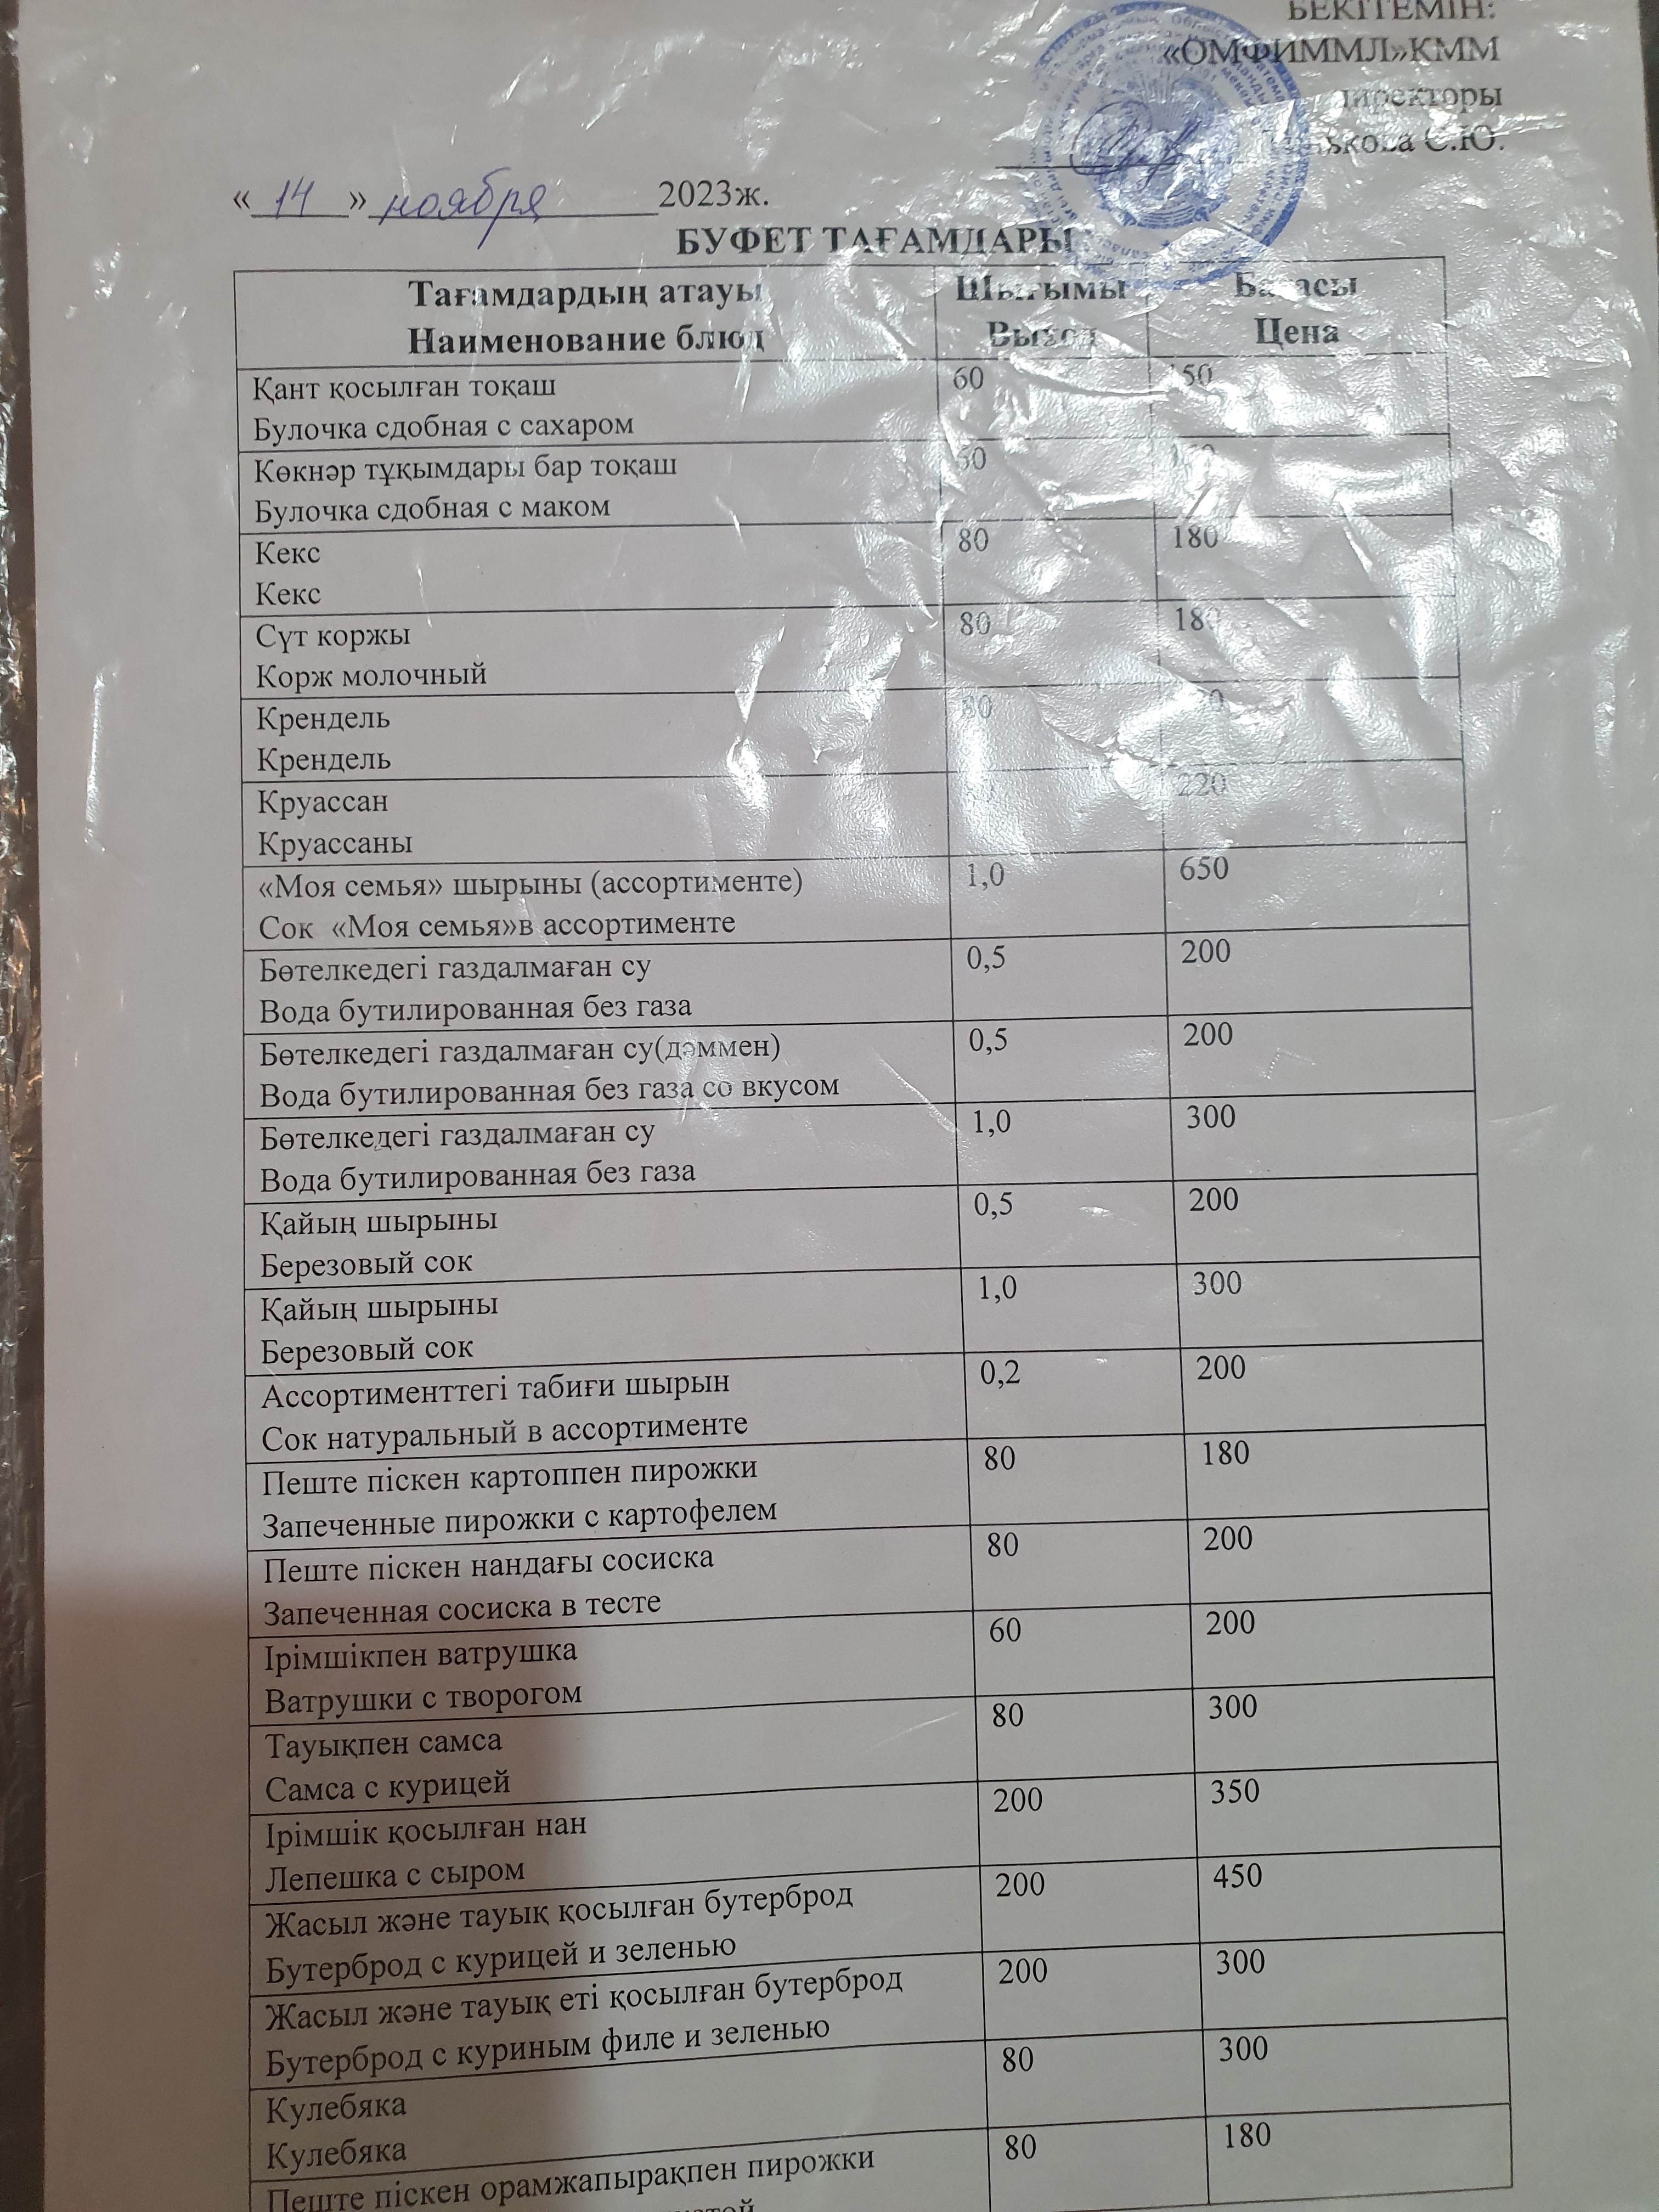 БЕКІТЕМІН:
«ОМФИММЛ»КММ
директоры
С.Ю.
« 14 » ноября 2023ж.
БУФЕТ ТАҒАМДАРЫ
Тағамдардың атауы Шығымы Бағасы
Наименование блюд Выход Цена
Қант қосылған тоқаш 60 150
Булочка сдобная с сахаром
Көкнәр тұқымдары бар тоқаш
Булочка сдобная с маком
Кекс 80 180
Кекс
Сүт коржы 80 180
Корж молочный
Крендель
Крендель
Круассан 220
Круассаны
«Моя семья» шырыны (ассортименте) 1,0 650
Сок «Моя семья»в ассортименте
Бөтелкедегі газдалмаған су 0,5 200
Вода бутилированная без газа
Бөтелкедегі газдалмаған су(дәммен) 0,5 200
Вода бутилированная без газа со вкусом
Бөтелкедегі газдалмаған су 1,0 300
Вода бутилированная без газа
Қайың шырыны 0,5 200
Березовый сок
Қайың шырыны 1,0 300
Березовый сок
Ассортименттегі табиғи шырын 0,2 200
Сок натуральный в ассортименте
Пеште піскен картоппен пирожки 80 180
Запеченные пирожки с картофелем
Пеште піскен нандағы сосиска 80 200
Запеченная сосиска в тесте
Ірімшікпен ватрушка 60 200
Ватрушки с творогом
Тауықпен самса 80 300
Самса с курицей
Ірімшік қосылған нан 200 350
Лепешка с сыром
Жасыл және тауық қосылған бутерброд 200 450
Бутерброд с курицей и зеленью
Жасыл және тауық еті қосылған бутерброд 200 300
Бутерброд с куриным филе и зеленью
Кулебяка 80 300
Кулебяка
Пеште піскен орамжапырақпен пирожки 80 180